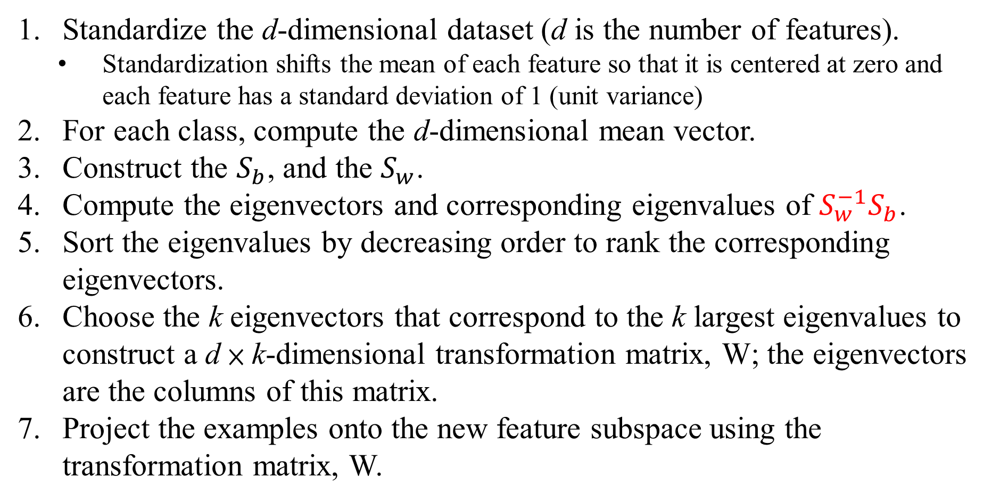 1. Standardize the d-dimensional dataset (d is the number of features).
• Standardization shifts the mean of each feature so that it is centered at zero and
each feature has a standard deviation of 1 (unit variance)
2. For each class, compute the d-dimensional mean vector.
3. Construct the S_b, and the S_w.
4. Compute the eigenvectors and corresponding eigenvalues of S_w^{-1}S_b.
5. Sort the eigenvalues by decreasing order to rank the corresponding
eigenvectors.
6. Choose the k eigenvectors that correspond to the k largest eigenvalues to
construct a d × k-dimensional transformation matrix, W; the eigenvectors
are the columns of this matrix.
7. Project the examples onto the new feature subspace using the
transformation matrix, W.